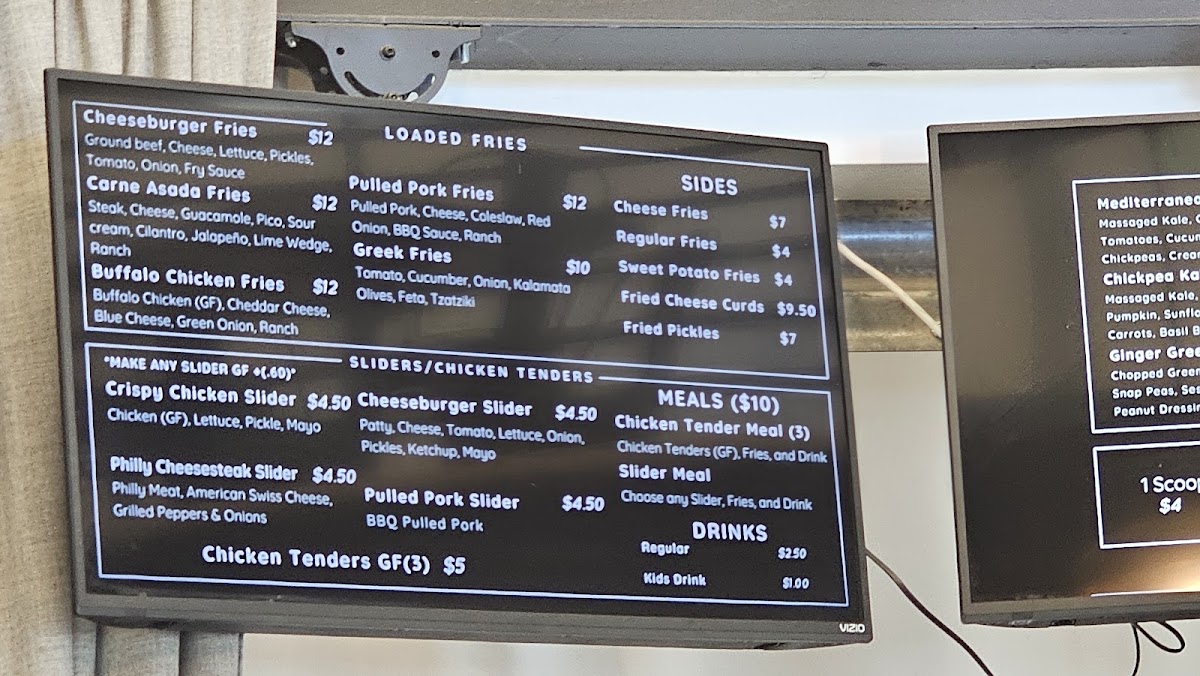 LOADED FRIES
Cheeseburger Fries $12
Ground beef, Cheese, Lettuce, Pickles,
Tomato, Onion, Fry Sauce
Carne Asada Fries $12
Steak, Cheese, Guacamole, Pico, Sour
cream, Cilantro, Jalapeño, Lime Wedge,
Ranch
Buffalo Chicken Fries $12
Buffalo Chicken (GF), Cheddar Cheese,
Blue Cheese, Green Onion, Ranch
Pulled Pork Fries $12
Pulled Pork, Cheese, Coleslaw, Red
Onion, BBQ Sauce, Ranch
Greek Fries $10
Tomato, Cucumber, Onion, Kalamata
Olives, Feta, Tzatziki
SIDES
Cheese Fries $7
Regular Fries $4
Sweet Potato Fries $4
Fried Cheese Curds $9.50
Fried Pickles $7
SLIDERS/CHICKEN TENDERS
*MAKE ANY SLIDER GF +(.60)*
Crispy Chicken Slider $4.50
Chicken (GF), Lettuce, Pickle, Mayo
Philly Cheesesteak Slider $4.50
Philly Meat, American Swiss Cheese,
Grilled Peppers & Onions
Cheeseburger Slider $4.50
Patty, Cheese, Tomato, Lettuce, Onion,
Pickles, Ketchup, Mayo
Pulled Pork Slider $4.50
BBQ Pulled Pork
Chicken Tenders GF(3) $5
MEALS ($10)
Chicken Tender Meal (3)
Chicken Tenders (GF), Fries, and Drink
Slider Meal
Choose any Slider, Fries, and Drink
DRINKS
Regular $2.50
Kids Drink $1.00
VIZIO
Mediterranea
Massaged Kale,
Tomatoes, Cucum
Chickpeas, Crea
Chickpea Ka
Massaged Kale,
Pumpkin, Sunflo
Carrots, Basil B
Ginger Gree
Chopped Green
Snap Peas, Ses
Peanut Dressin
1 Scoop
$4